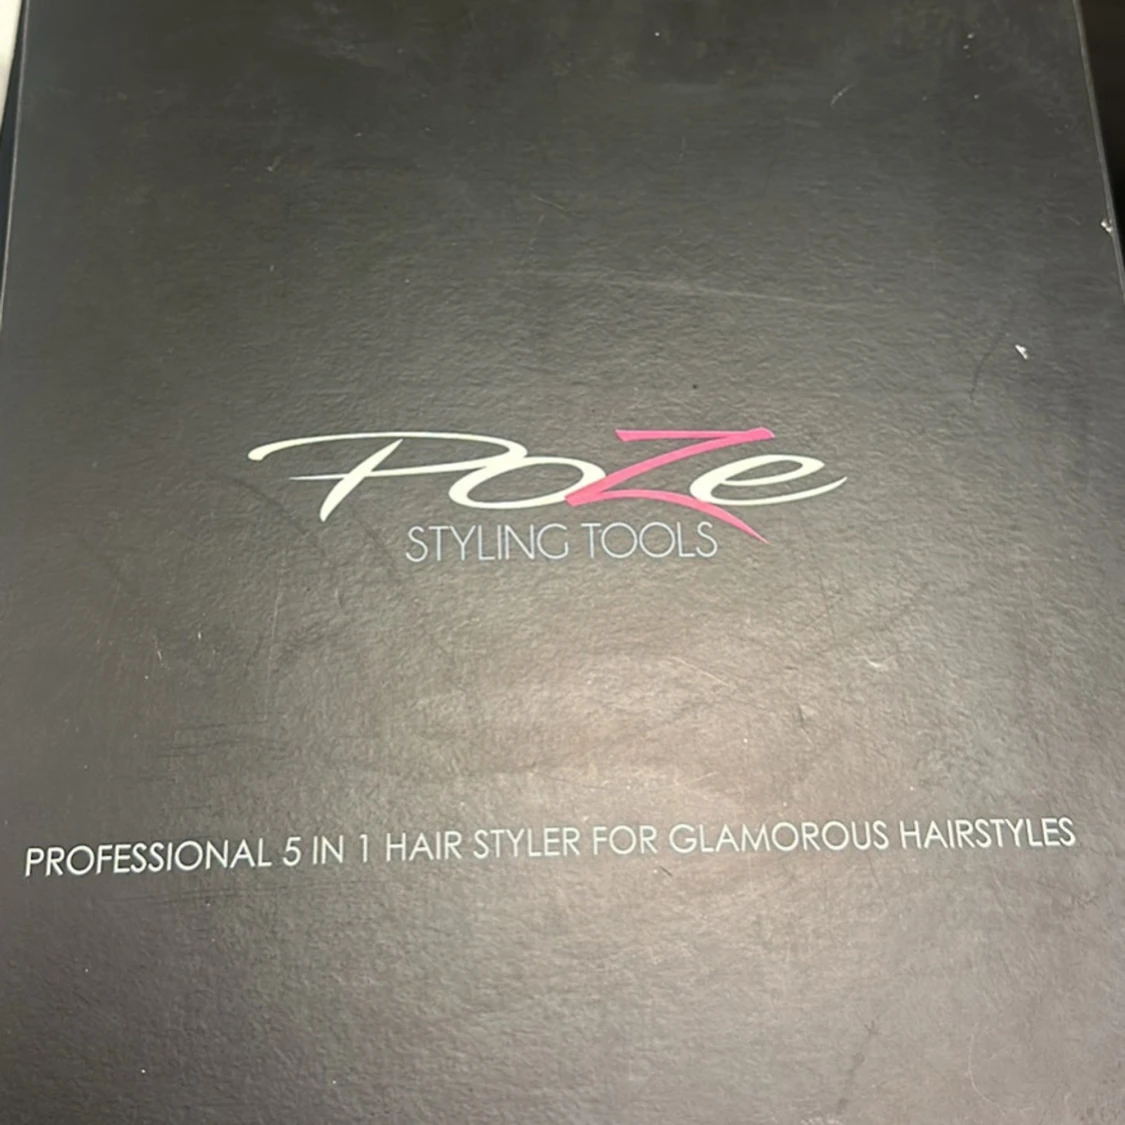 PoZe
STYLING TOOLS
PROFESSIONAL 5 IN 1 HAIR STYLER FOR GLAMOROUS HAIRSTYLES